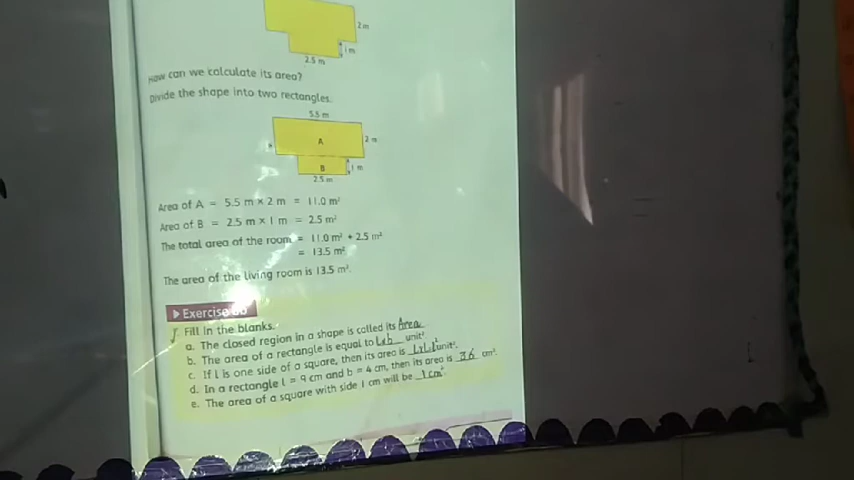 2 m
1 m
2.5 m
How can we calculate its area?
Divide the shape into two rectangles.
5.5 m
A
2 m
B
1 m
2.5 m
Area of A = 5.5 m × 2 m = 11.0 m²
Area of B = 2.5 m × 1 m = 2.5 m²
The total area of the room = 11.0 m² + 2.5 m²
= 13.5 m²
The area of the living room is 13.5 m².
Exercise
1. Fill in the blanks.
a. The closed region in a shape is called its Area
b. The area of a rectangle is equal to Lxb unit²
c. If l is one side of a square, then its area is unit².
d. In a rectangle l = 9 cm and b = 4 cm, then its area is 36 cm².
e. The area of a square with side 1 cm will be 1cm²